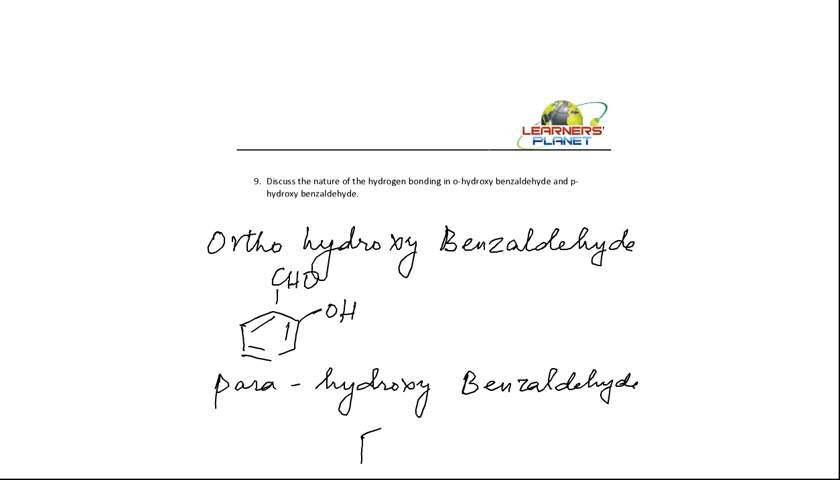 LEARNERS'
PLANET
9. Discuss the nature of the hydrogen bonding in o-hydroxy benzaldehyde and p-
hydroxy benzaldehyde.
Ortho hydroxy Benzaldehyde
CHO
OH
para - hydroxy Benzaldehyde